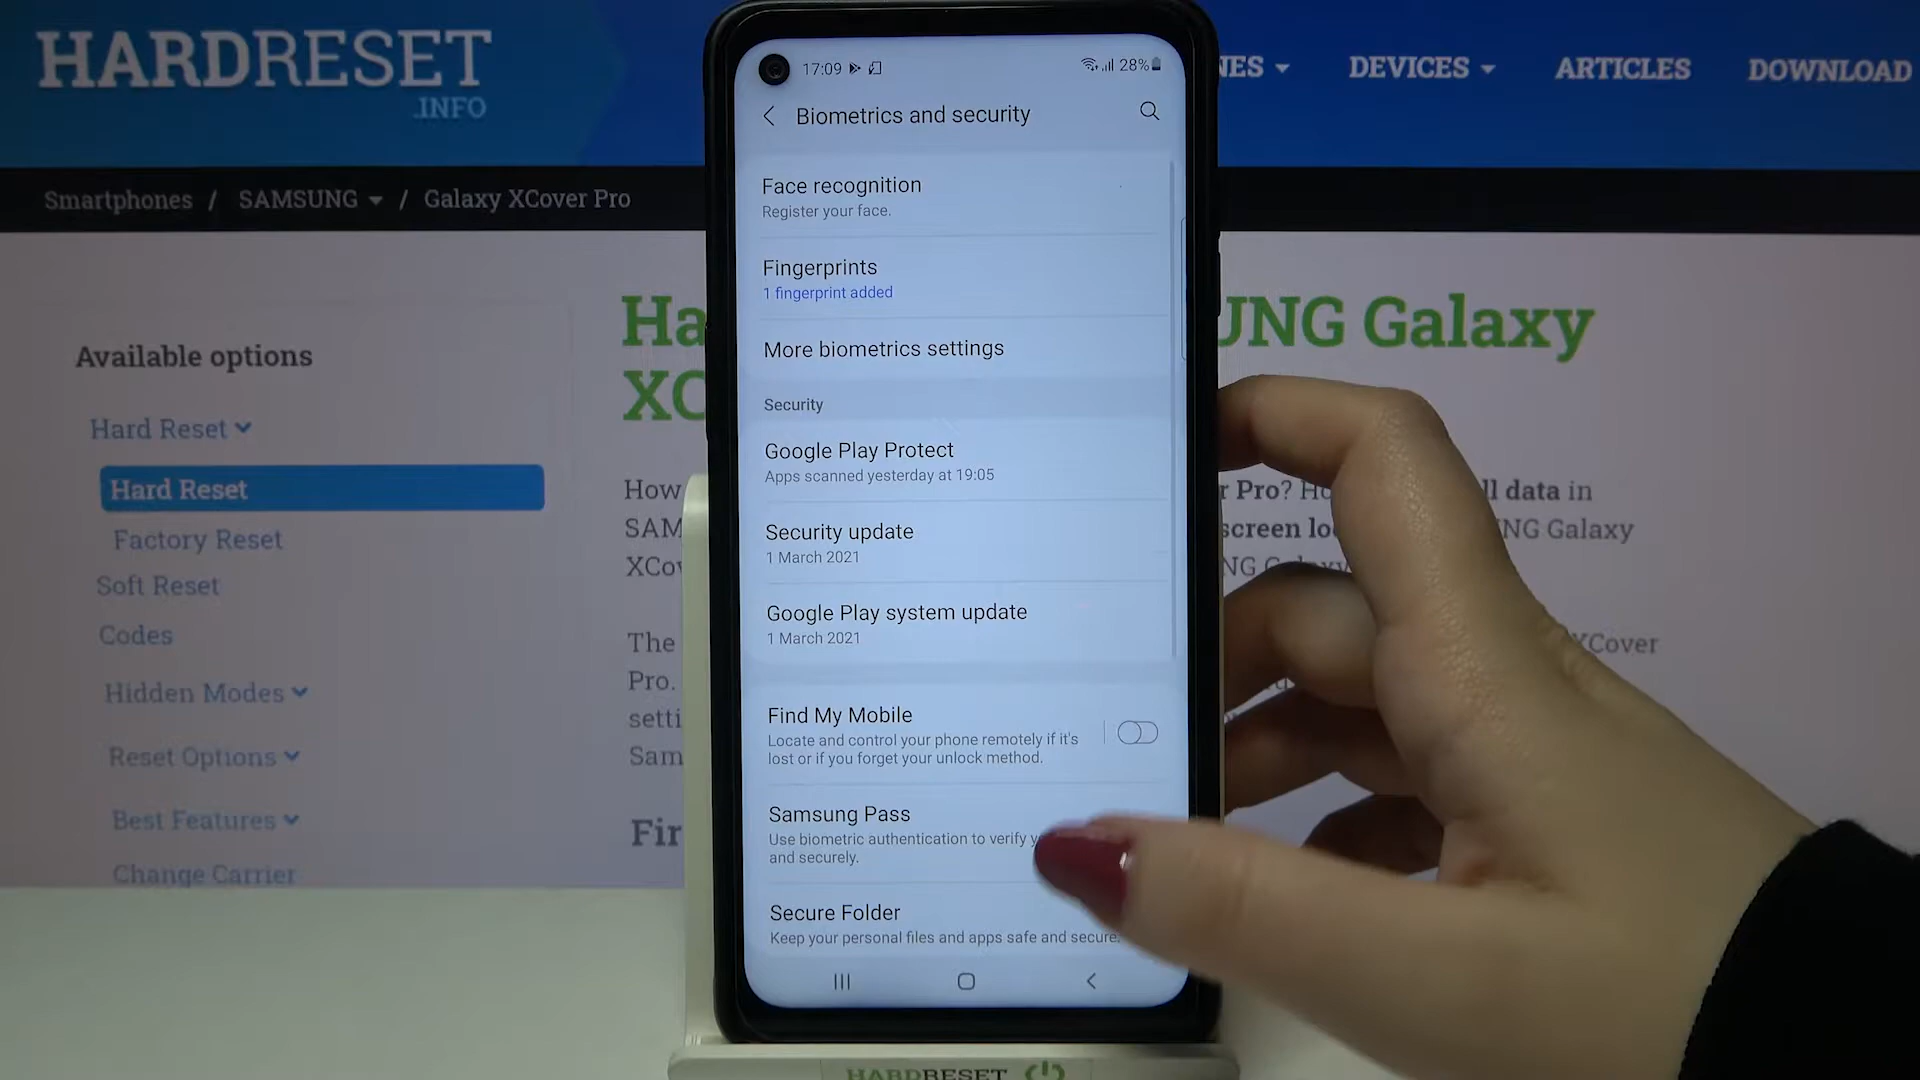 HARDRESET
.INFO
DEVICES
ARTICLES
DOWNLOAD
Smartphones / SAMSUNG / Galaxy XCover Pro
Available options
Hard Reset
Hard Reset
Factory Reset
Soft Reset
Codes
Hidden Modes
Reset Options
Best Features
Change Carrier
UNG Galaxy
How
r Pro? Ho ll data in
screen lo NG Galaxy
The
XCover
Pro.
17:09
28%
Biometrics and security
Face recognition
Register your face.
Fingerprints
1 fingerprint added
More biometrics settings
Security
Google Play Protect
Apps scanned yesterday at 19:05
Security update
1 March 2021
Google Play system update
1 March 2021
Find My Mobile
Locate and control your phone remotely if it's
lost or if you forget your unlock method.
Samsung Pass
Use biometric authentication to verify
and securely.
Secure Folder
Keep your personal files and apps safe and secure.
HARDRESET